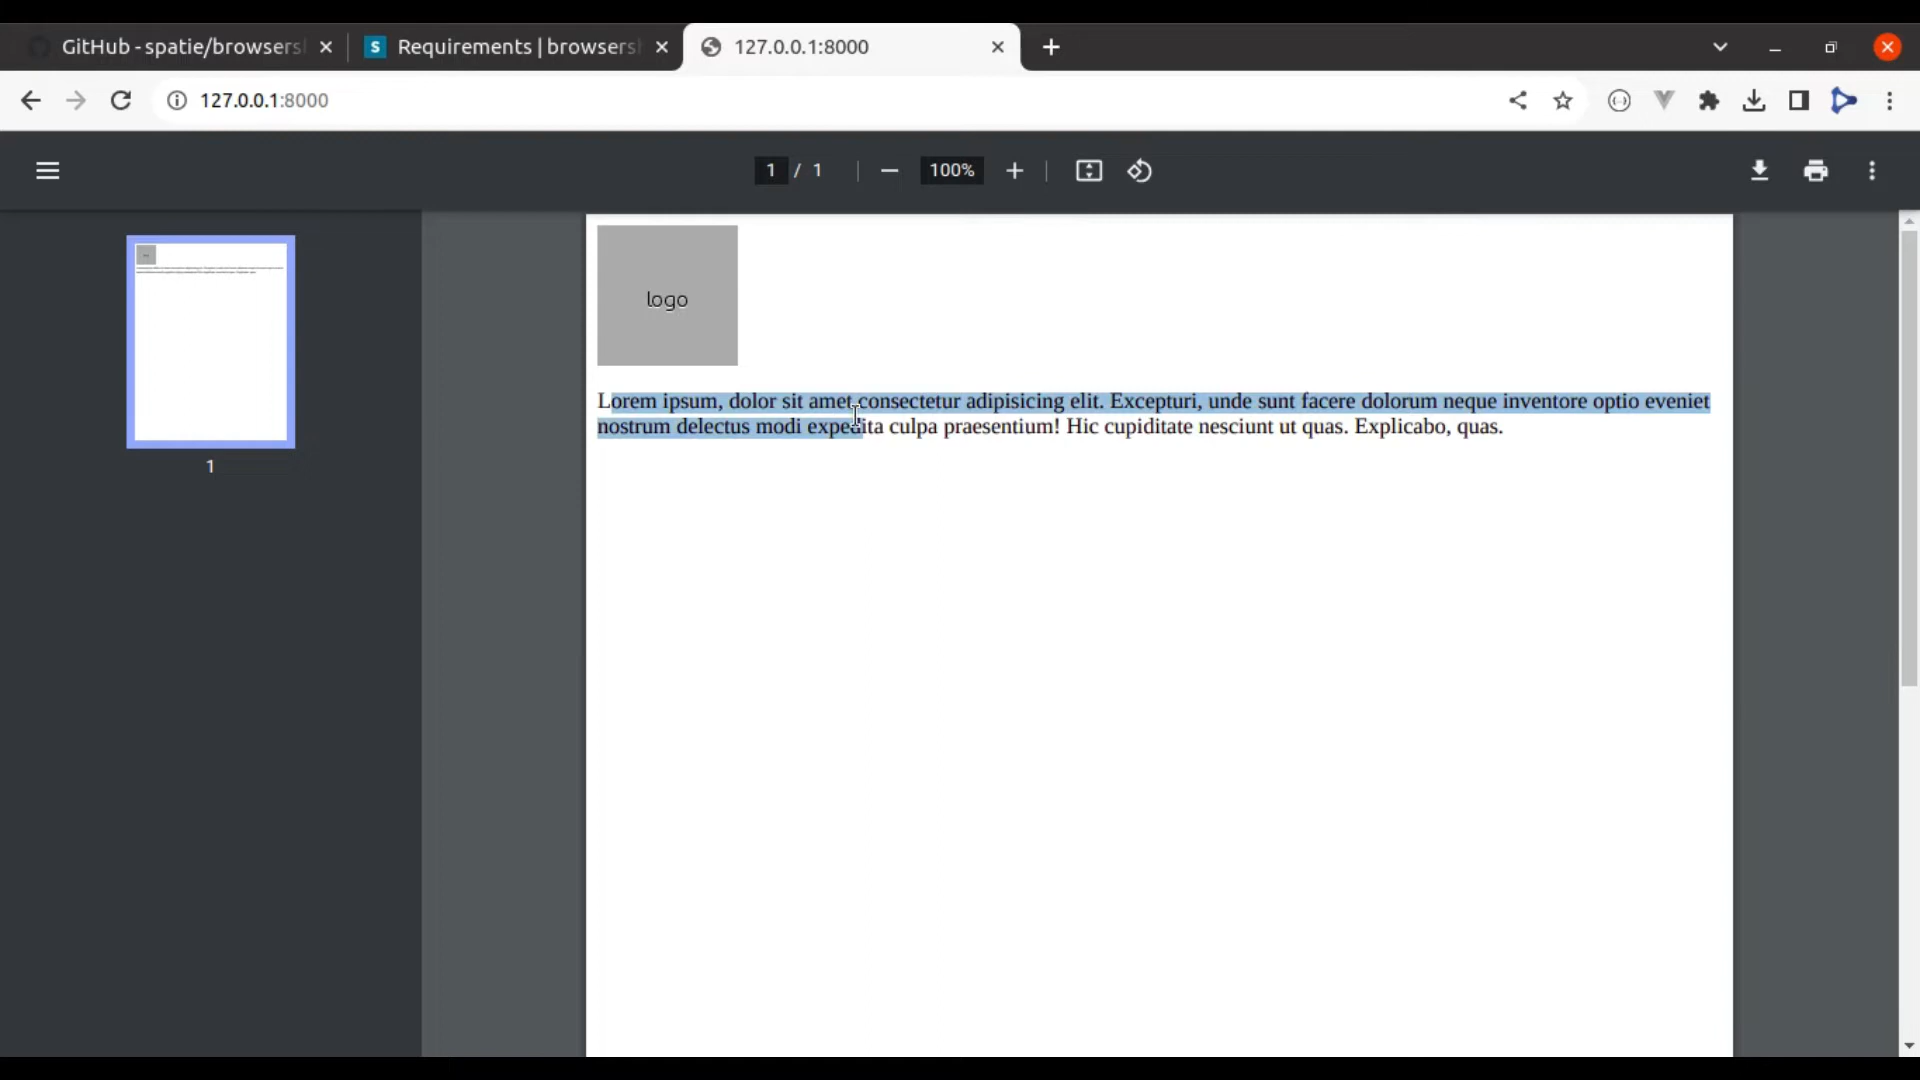 GitHub - spatie/browsers
Requirements | browsers
127.0.0.1:8000
127.0.0.1:8000
1 / 1
100%
logo
Lorem ipsum, dolor sit amet consectetur adipisicing elit. Excepturi, unde sunt facere dolorum neque inventore optio eveniet
nostrum delectus modi expedita culpa praesentium! Hic cupiditate nesciunt ut quas. Explicabo, quas.
1